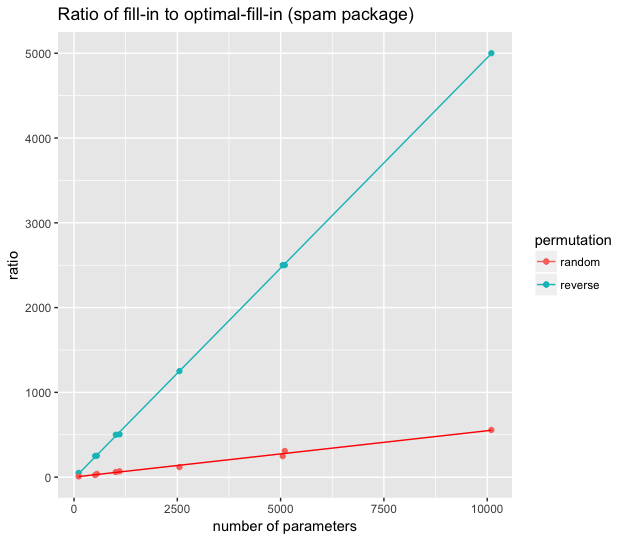 Ratio of fill-in to optimal-fill-in (spam package)
5000
4000
3000
2000
1000
0
ratio
0 2500 5000 7500 10000
number of parameters
permutation
random
reverse